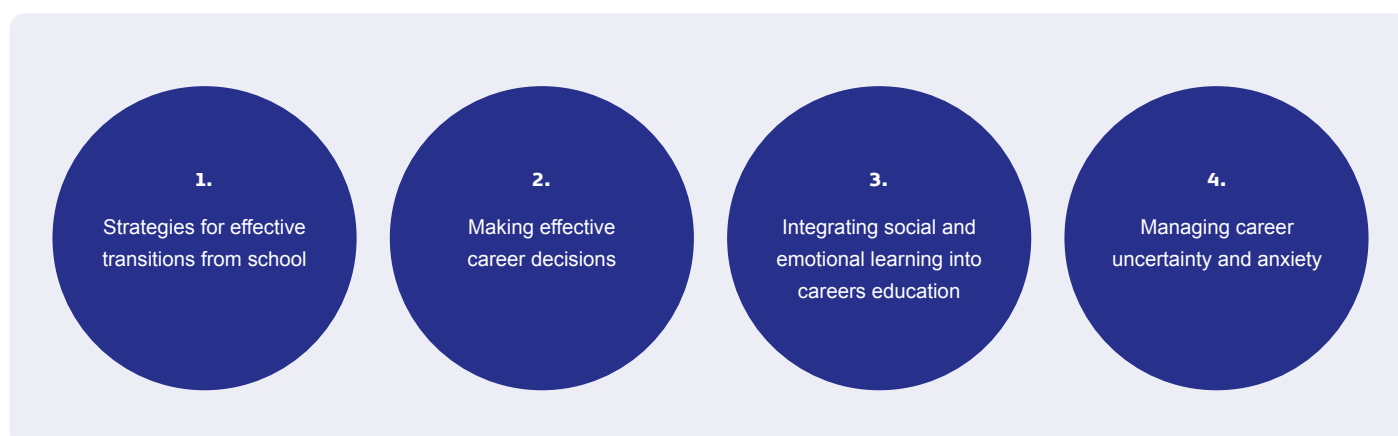 1.
Strategies for effective
transitions from school
2.
Making effective
career decisions
3.
Integrating social and
emotional learning into
careers education
4.
Managing career
uncertainty and anxiety